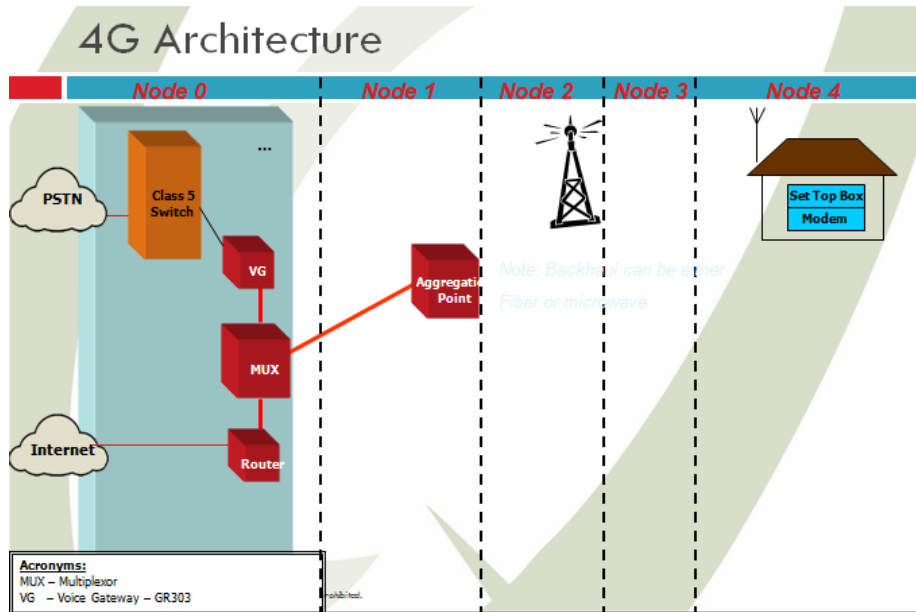 4G Architecture
Node 0
Node 1
Node 2
Node 3
Node 4
...
PSTN
Class 5
Switch
VG
Set Top Box
Modem
Aggregatio
Point
Note: Backhaul can be either
Fiber or microwave
MUX
Internet
Router
Acronyms:
MUX – Multiplexor
VG – Voice Gateway – GR303
rohibited.